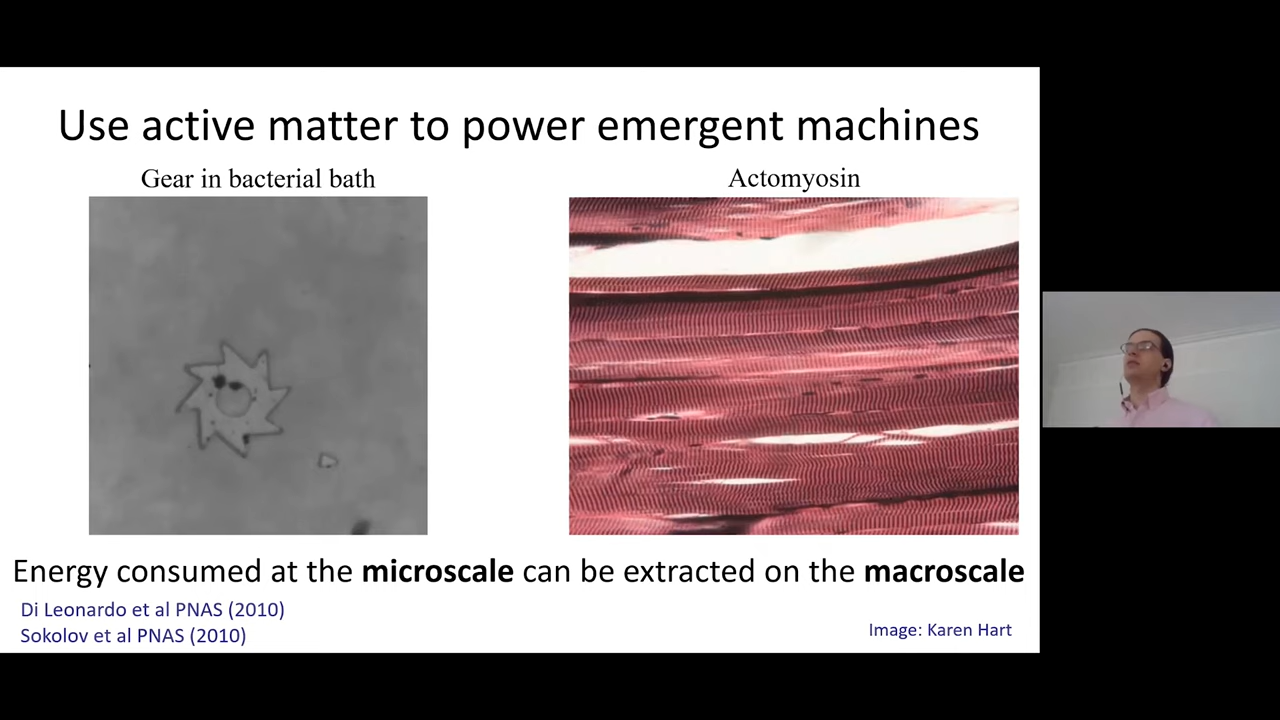 Use active matter to power emergent machines
Gear in bacterial bath
Actomyosin
Energy consumed at the microscale can be extracted on the macroscale
Di Leonardo et al PNAS (2010)
Sokolov et al PNAS (2010)
Image: Karen Hart